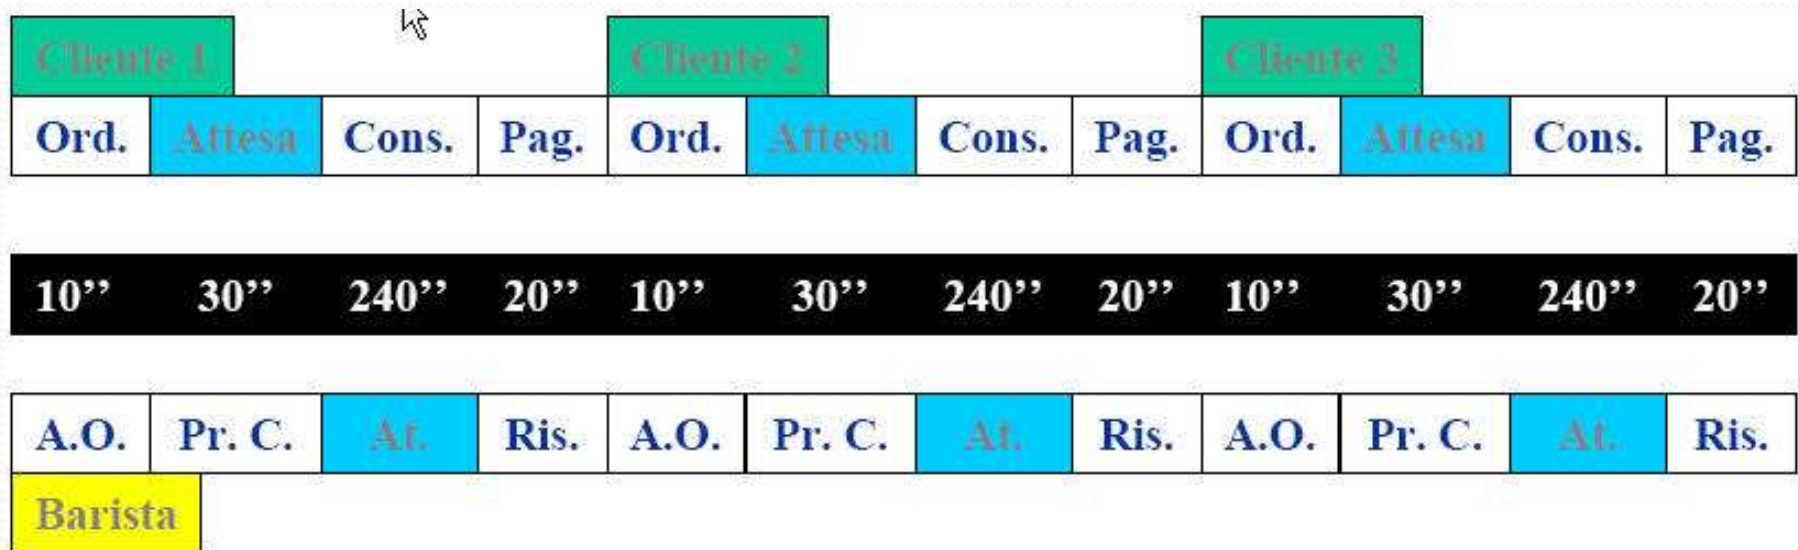 Cliente 1 Cliente 2 Cliente 3
Ord. Attesa Cons. Pag. Ord. Attesa Cons. Pag. Ord. Attesa Cons. Pag.
10’’ 30’’ 240’’ 20’’ 10’’ 30’’ 240’’ 20’’ 10’’ 30’’ 240’’ 20’’
A.O. Pr. C. At. Ris. A.O. Pr. C. At. Ris. A.O. Pr. C. At. Ris.
Barista